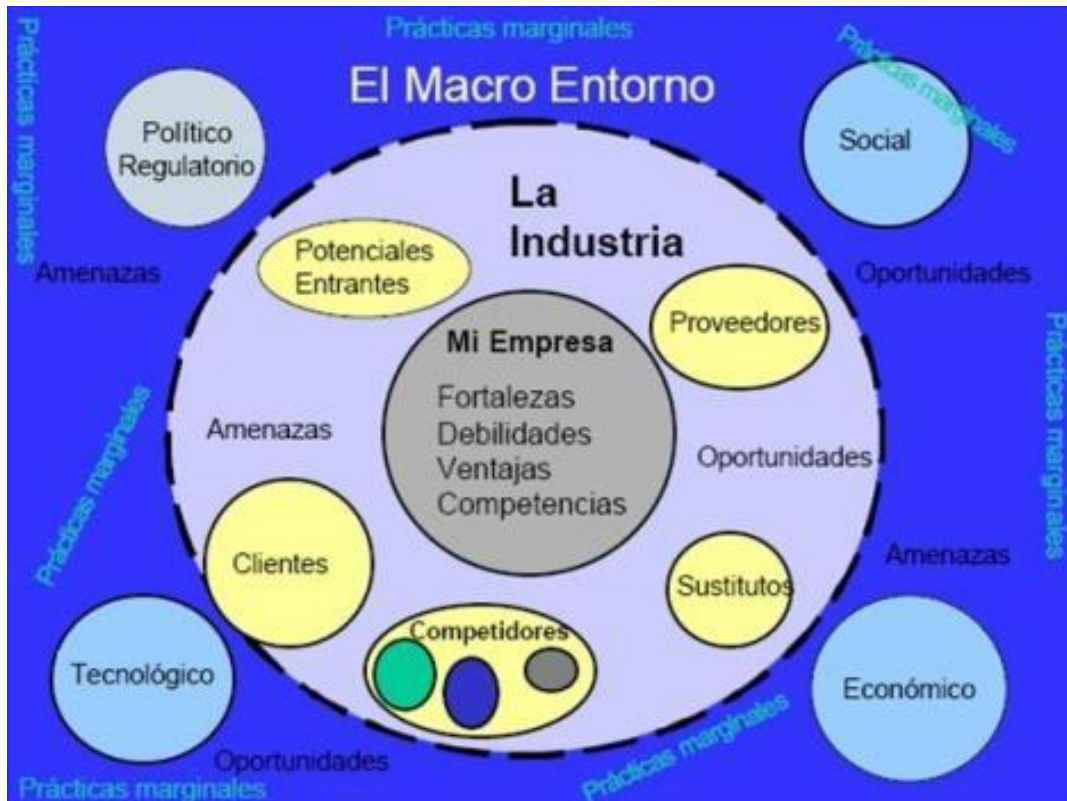 Prácticas marginales
Prácticas marginales
Prácticas marginales
El Macro Entorno
Político
Regulatorio
Social
La
Industria
Potenciales
Entrantes
Amenazas
Oportunidades
Proveedores
Mi Empresa
Fortalezas
Debilidades
Ventajas
Competencias
Amenazas
Oportunidades
Prácticas marginales
Prácticas marginales
Clientes
Sustitutos
Amenazas
Competidores
Tecnológico
Económico
Oportunidades
Prácticas marginales
Prácticas marginales